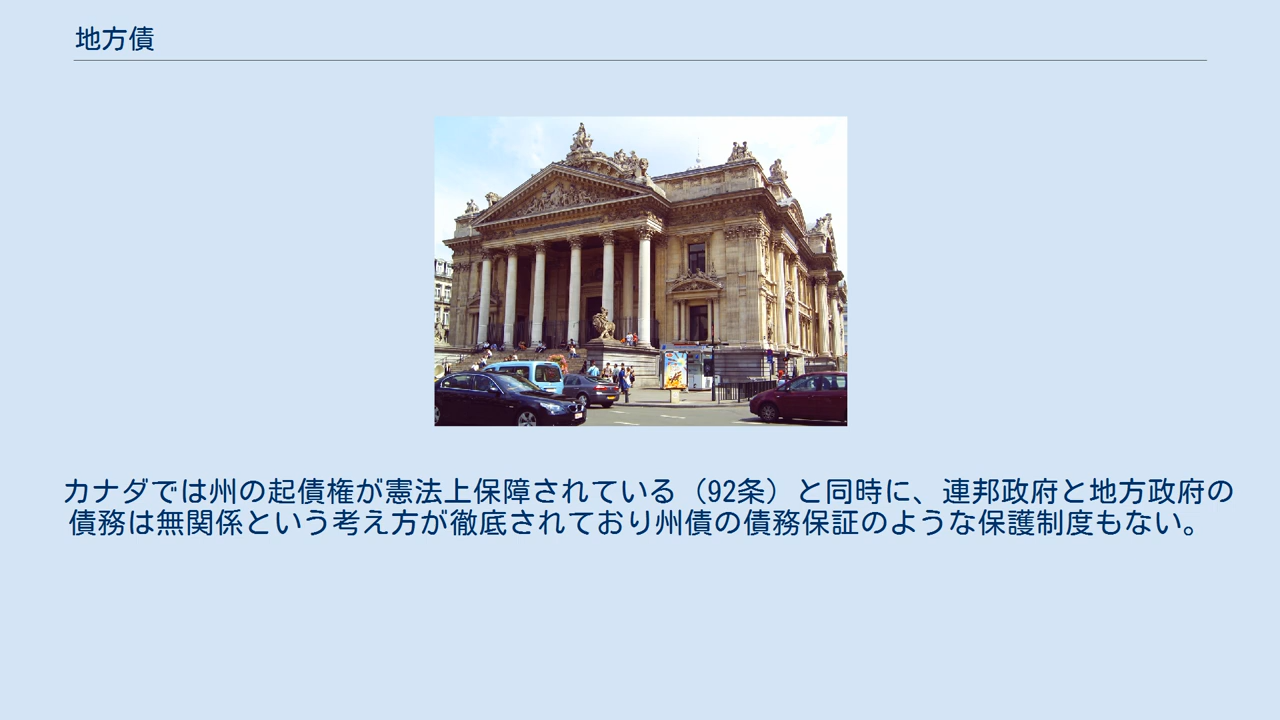 地方債
カナダでは州の起債権が憲法上保障されている（92条）と同時に、連邦政府と地方政府の
債務は無関係という考え方が徹底されており州債の債務保証のような保護制度もない。